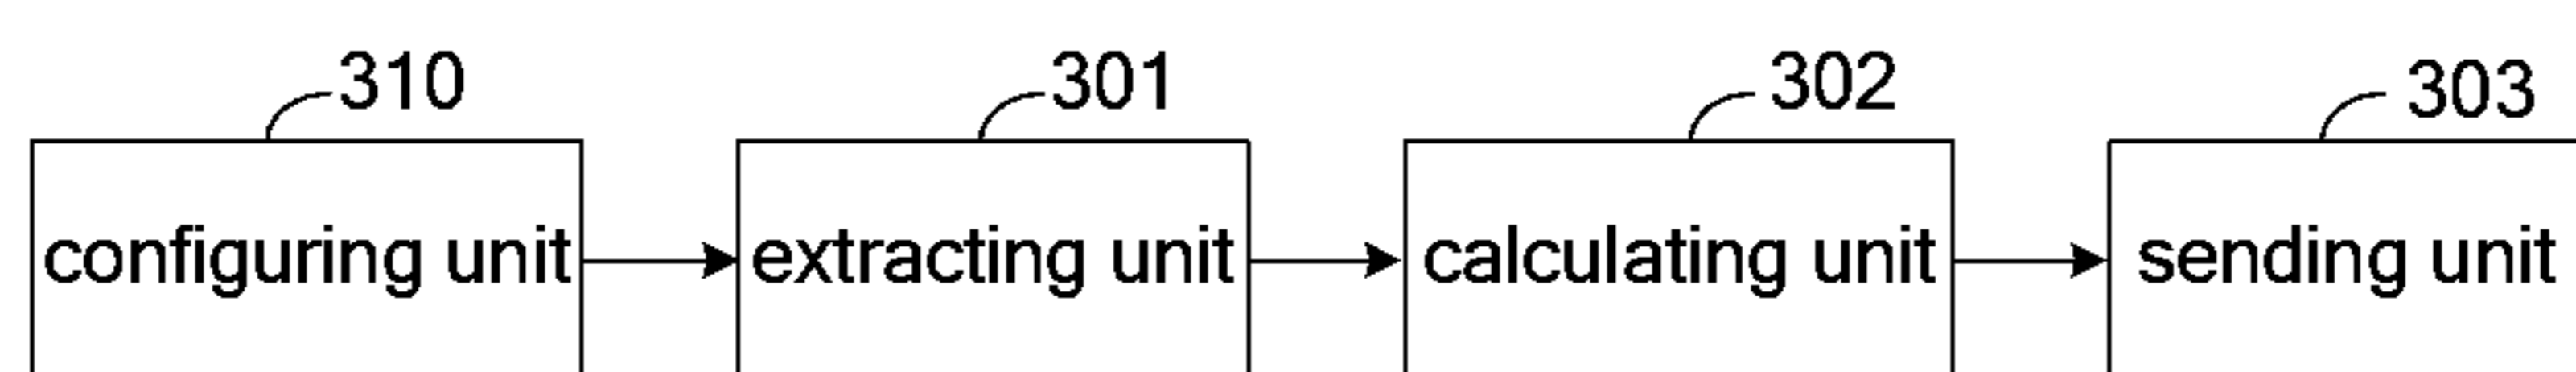 310 301 302 303
configuring unit extracting unit calculating unit sending unit